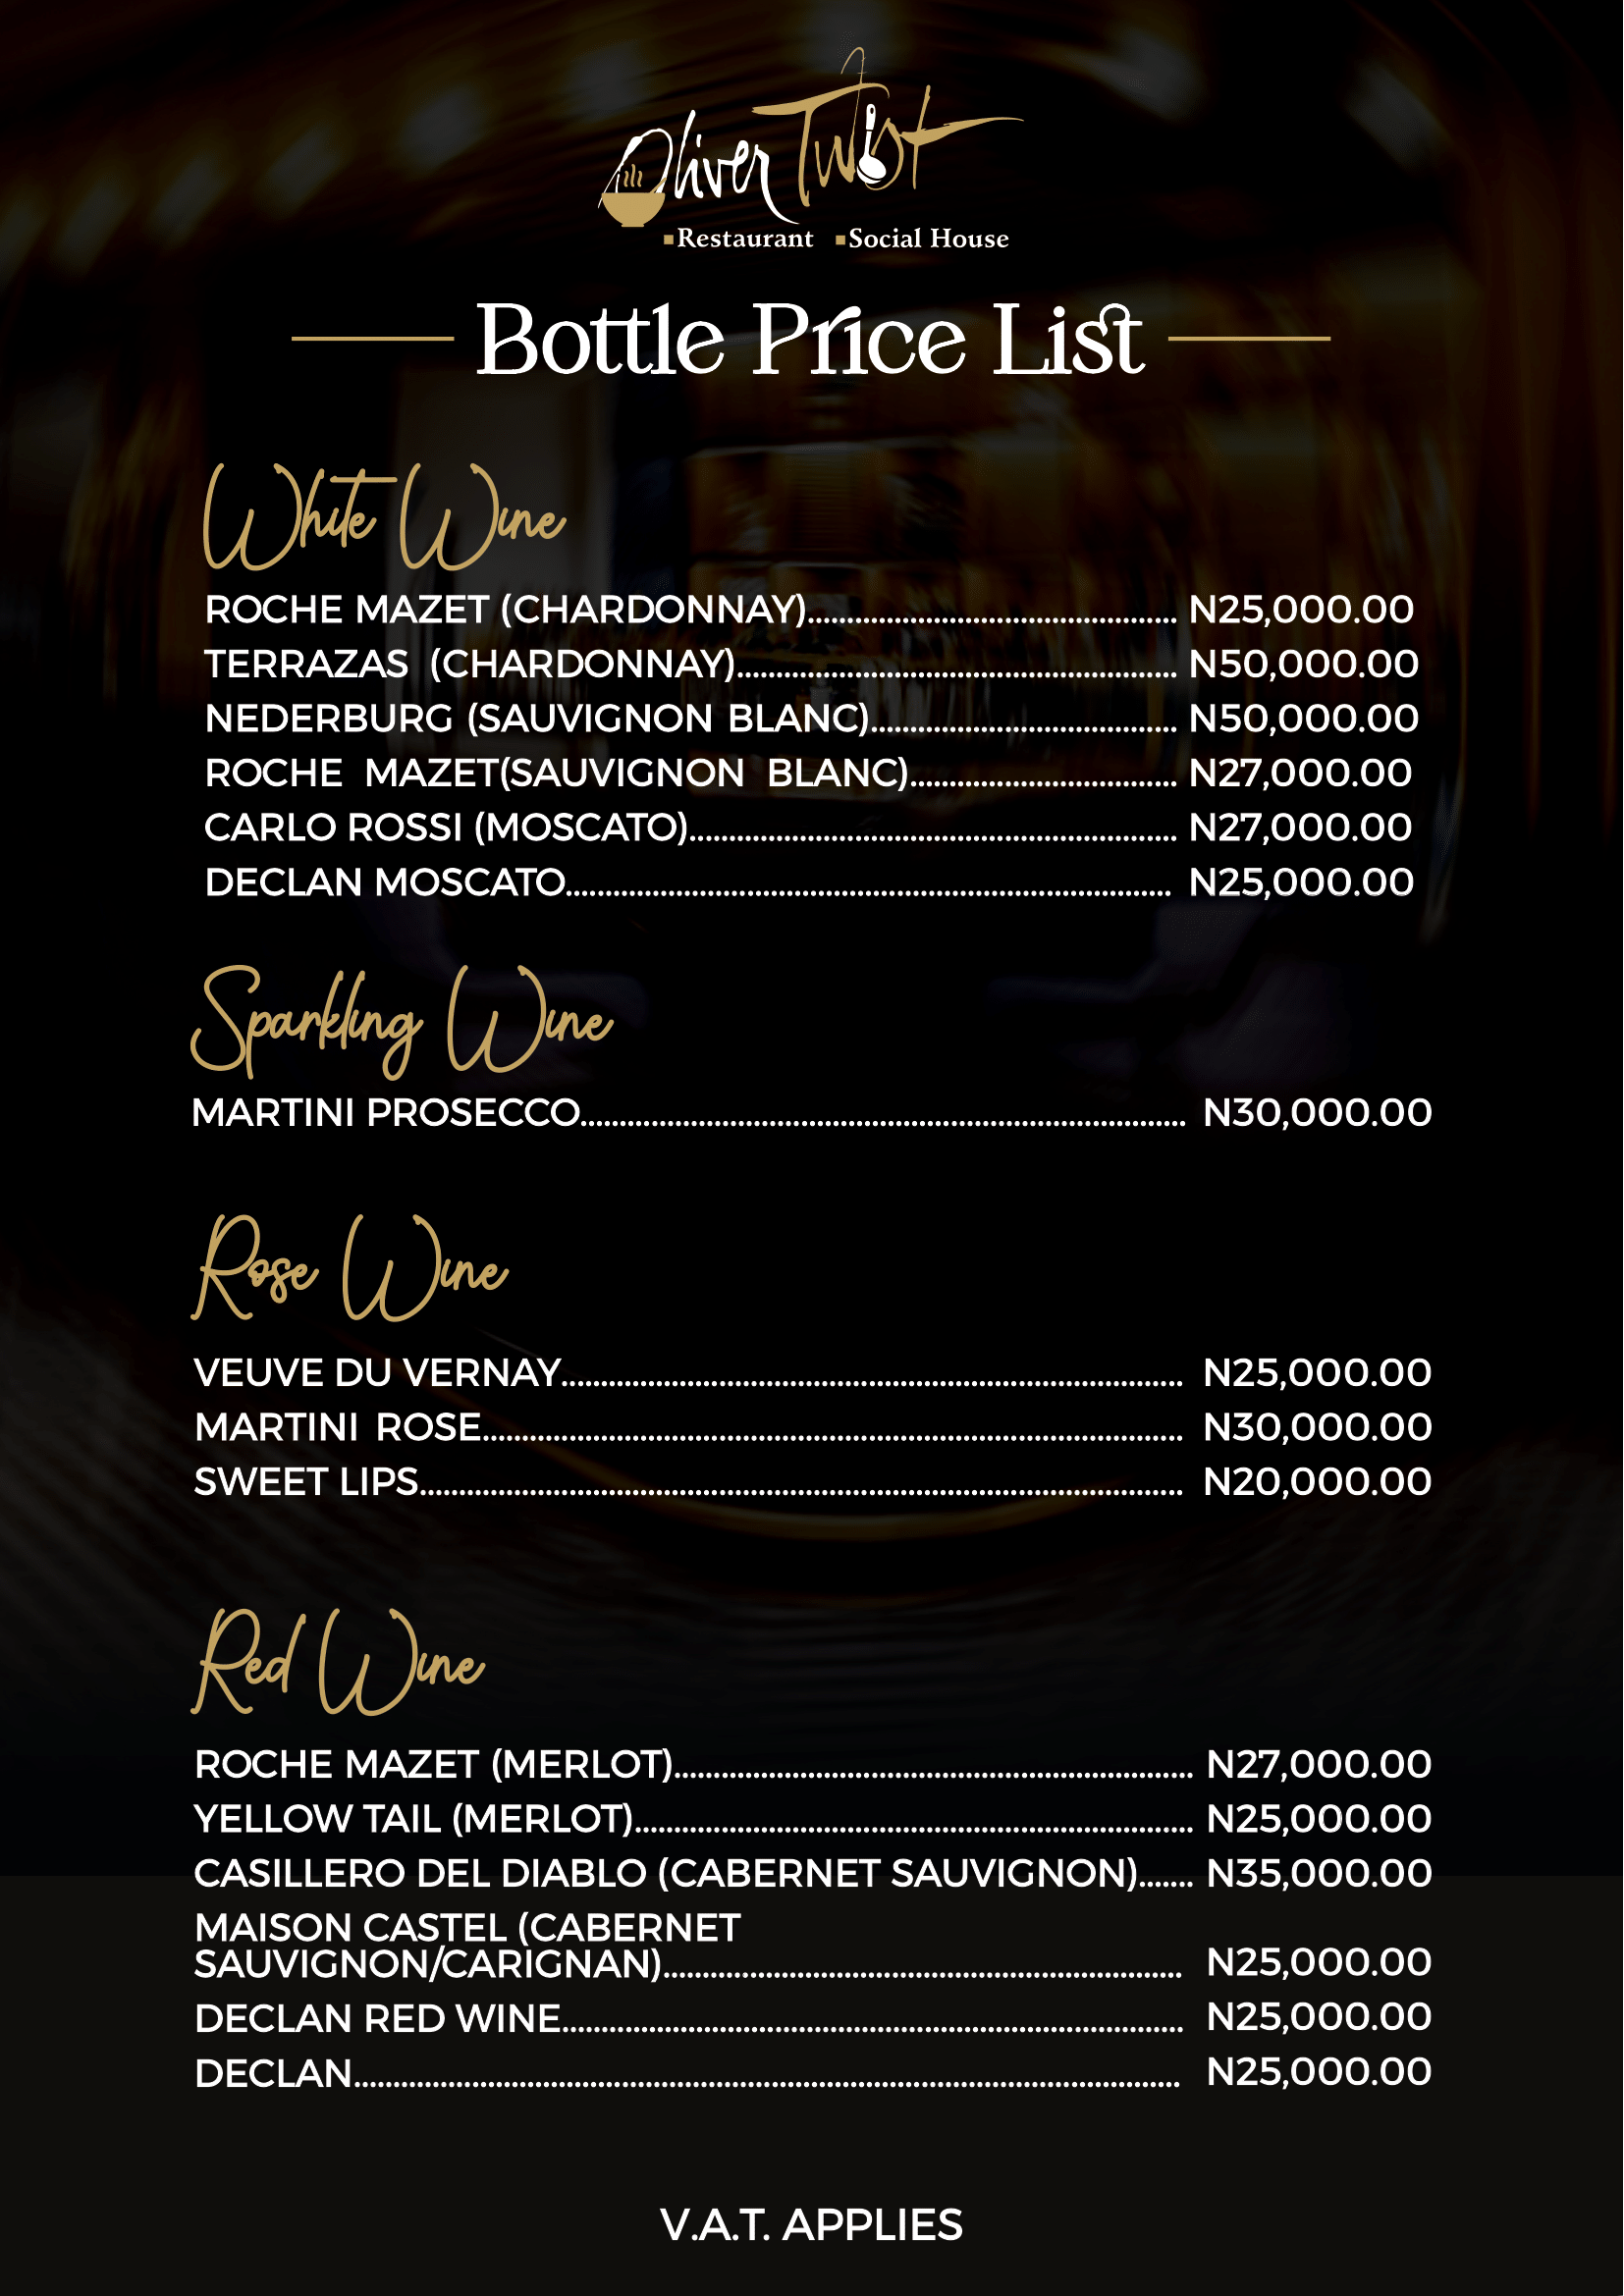 Oliver Twist
Restaurant Social House
Bottle Price List
White Wine
ROCHE MAZET (CHARDONNAY)............................................... N25,000.00
TERRAZAS (CHARDONNAY)........................................................ N50,000.00
NEDERBURG (SAUVIGNON BLANC)....................................... N50,000.00
ROCHE MAZET(SAUVIGNON BLANC).................................. N27,000.00
CARLO ROSSI (MOSCATO).............................................................. N27,000.00
DECLAN MOSCATO............................................................................. N25,000.00
Sparkling Wine
MARTINI PROSECCO............................................................................. N30,000.00
Rose Wine
VEUVE DU VERNAY............................................................................... N25,000.00
MARTINI ROSE......................................................................................... N30,000.00
SWEET LIPS................................................................................................. N20,000.00
Red Wine
ROCHE MAZET (MERLOT).................................................................. N27,000.00
YELLOW TAIL (MERLOT)....................................................................... N25,000.00
CASILLERO DEL DIABLO (CABERNET SAUVIGNON)....... N35,000.00
MAISON CASTEL (CABERNET
SAUVIGNON/CARIGNAN).................................................................. N25,000.00
DECLAN RED WINE............................................................................... N25,000.00
DECLAN......................................................................................................... N25,000.00
V.A.T. APPLIES